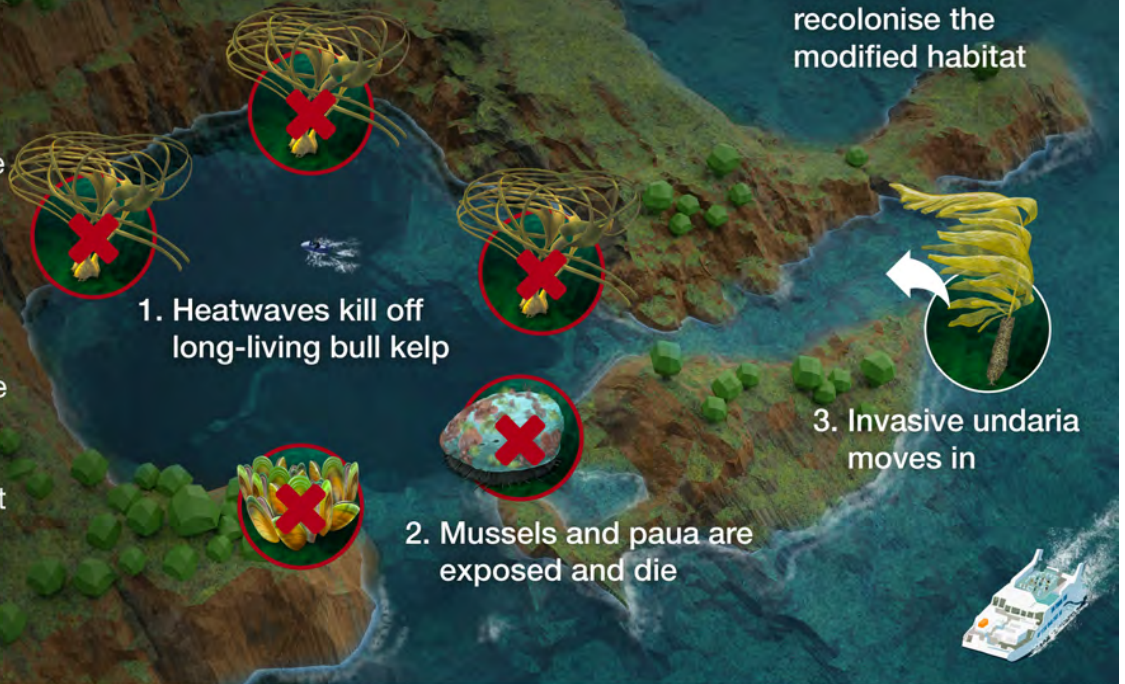 recolonise the
modified habitat
e
1. Heatwaves kill off
long-living bull kelp
e
3. Invasive undaria
moves in
t
2. Mussels and paua are
exposed and die